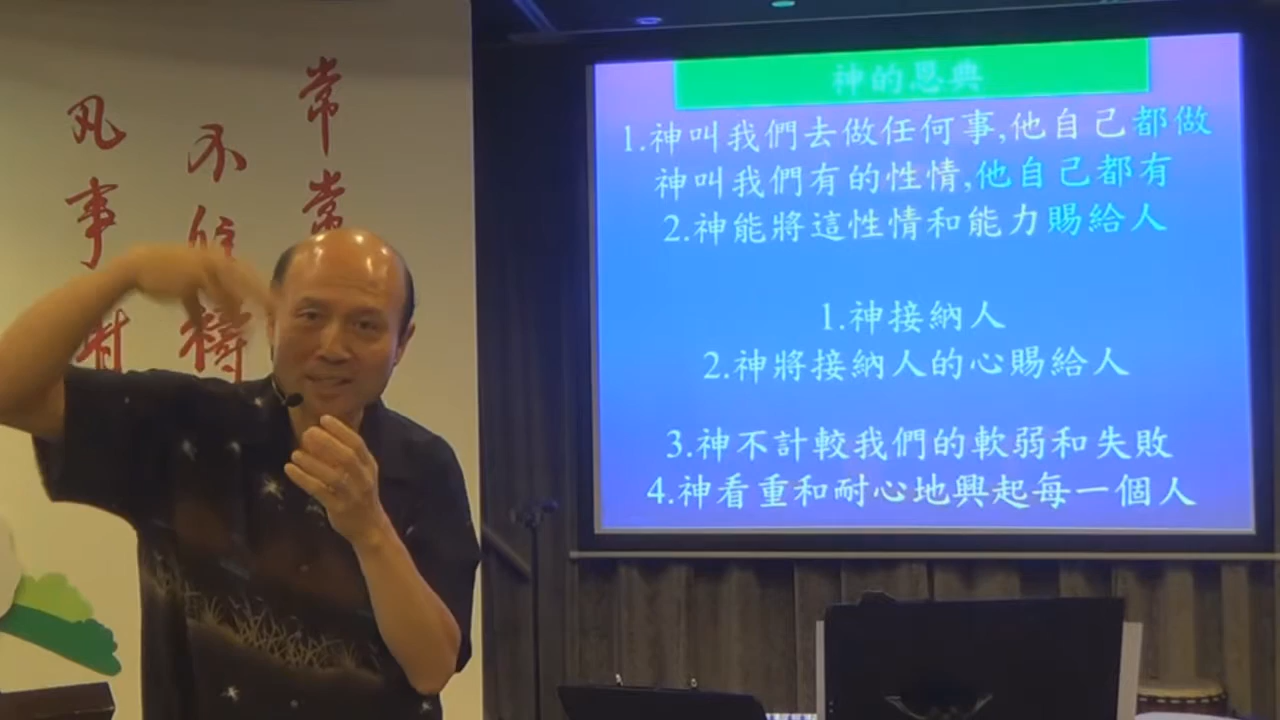 常常
不住禱
凡事
神的恩典
1.神叫我們去做任何事,他自己都做
神叫我們有的性情,他自己都有
2.神能將這性情和能力賜給人
1.神接納人
2.神將接納人的心賜給人
3.神不計較我們的軟弱和失敗
4.神看重和耐心地興起每一個人